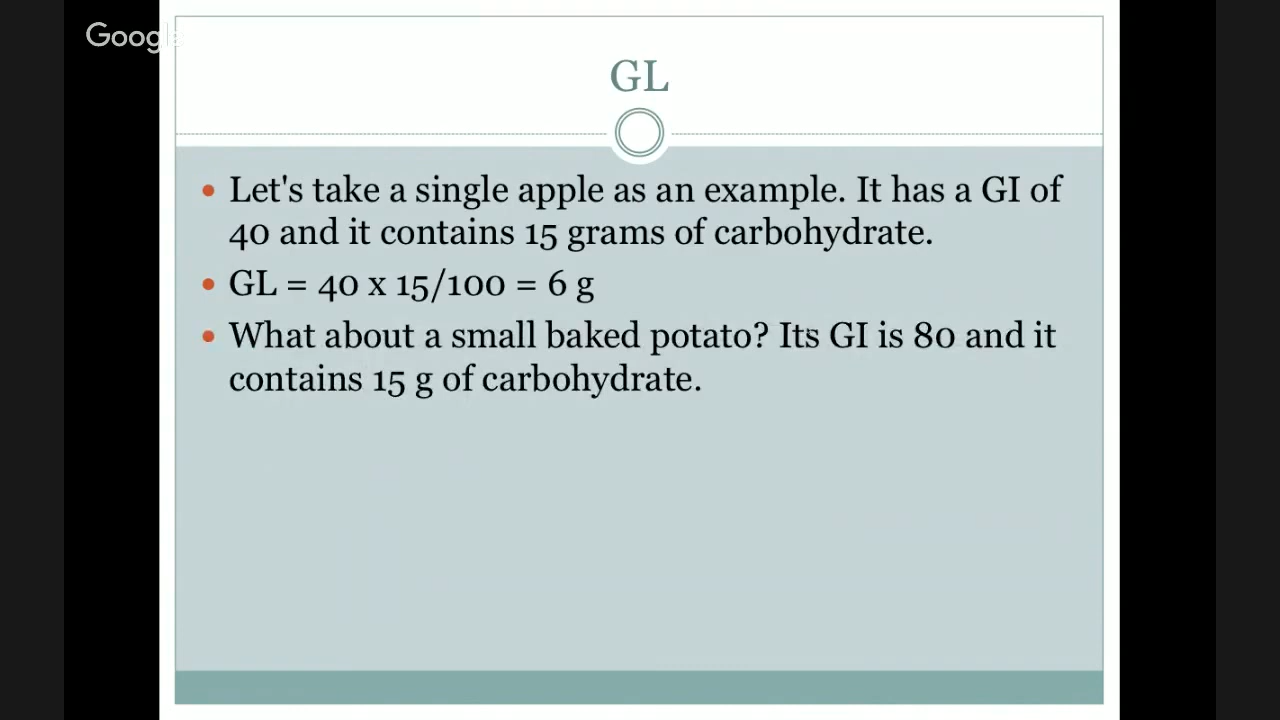 Google
GL
Let's take a single apple as an example. It has a GI of
40 and it contains 15 grams of carbohydrate.
GL = 40 x 15/100 = 6 g
What about a small baked potato? Its GI is 80 and it
contains 15 g of carbohydrate.